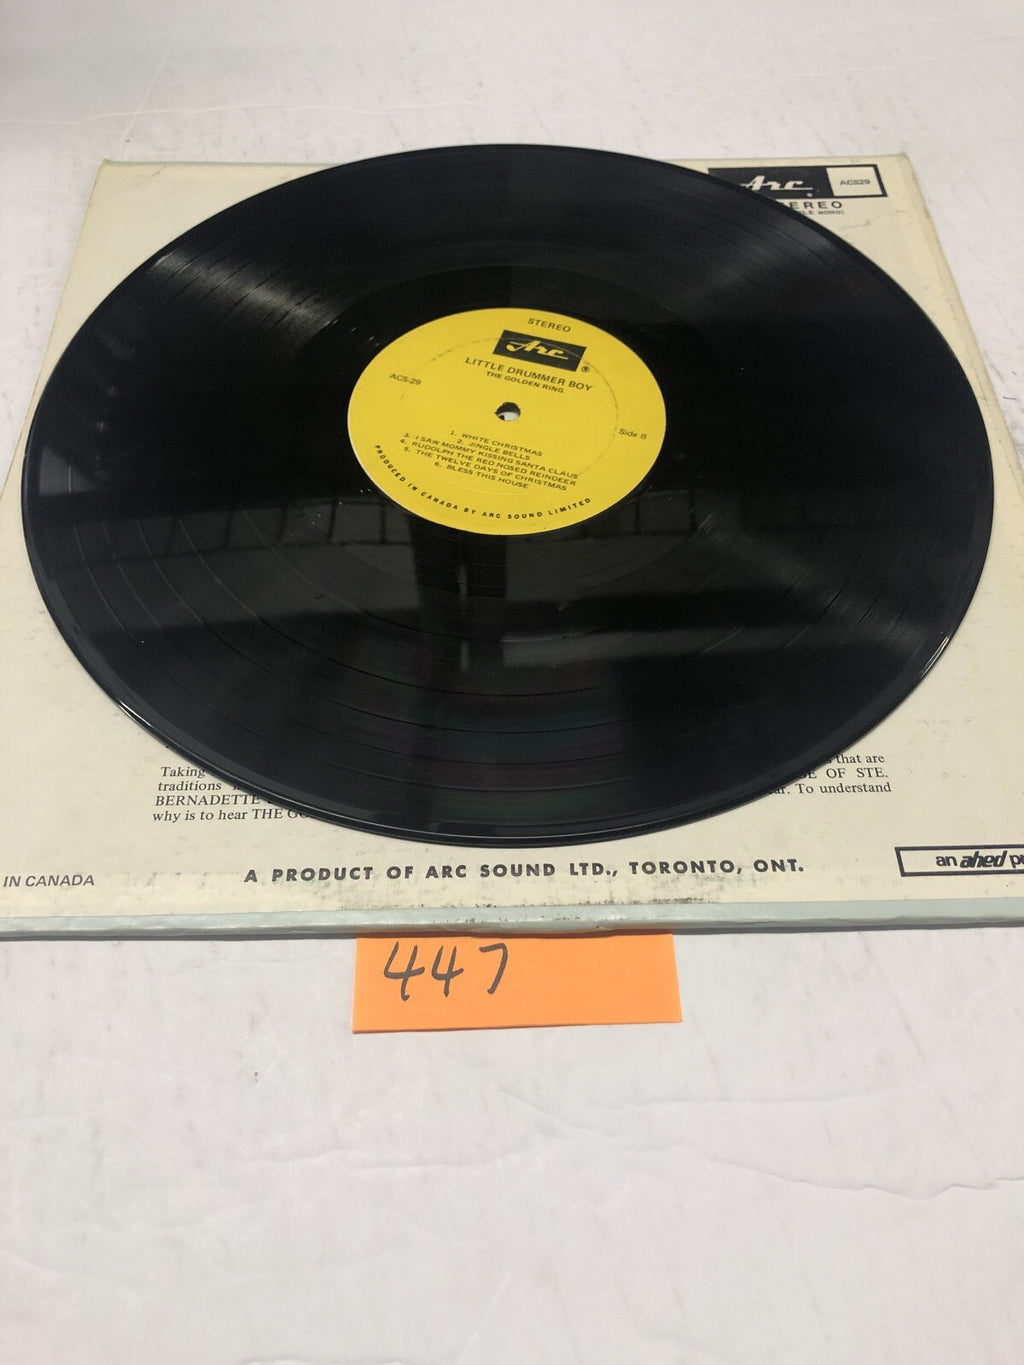 Arc
ACS29
STEREO
Arc
®
LITTLE DRUMMER BOY
THE GOLDEN RING
ACS-29
Side B
1. WHITE CHRISTMAS
2. JINGLE BELLS
3. I SAW MOMMY KISSING SANTA CLAUS
4. RUDOLPH THE RED NOSED REINDEER
5. THE TWELVE DAYS OF CHRISTMAS
6. BLESS THIS HOUSE
PRODUCED IN CANADA BY ARC SOUND LIMITED
Taking that are
traditions OF STE.
BERNADETTE To understand
why is to hear THE
IN CANADA
A PRODUCT OF ARC SOUND LTD., TORONTO, ONT.
an ahed
447